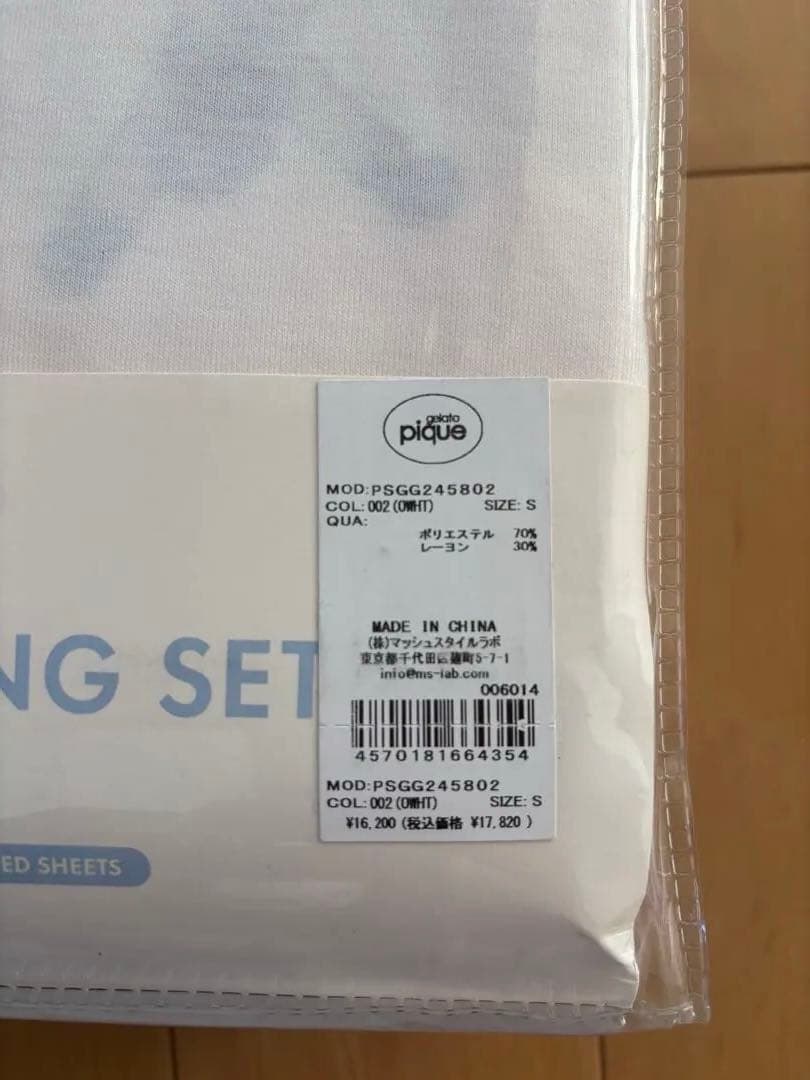 gelato
pique
MOD:PSGG245802
COL:002(OWHT) SIZE: S
QUA:
ポリエステル 70%
レーヨン 30%
MADE IN CHINA
(株)マッシュスタイルラボ
東京都千代田区麹町5-7-1
info@ms-lab.com
006014
4570181664354
MOD:PSGG245802
COL:002(OWHT) SIZE: S
¥16,200 (税込価格 ¥17,820 )
NG SET
ED SHEETS